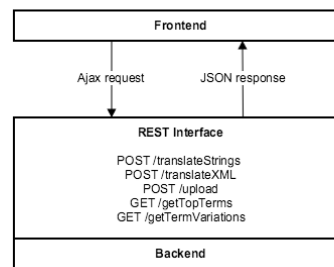 Frontend
Ajax request
JSON response
REST Interface
POST /translateStrings
POST /translateXML
POST /upload
GET /getTopTerms
GET /getTermVariations
Backend